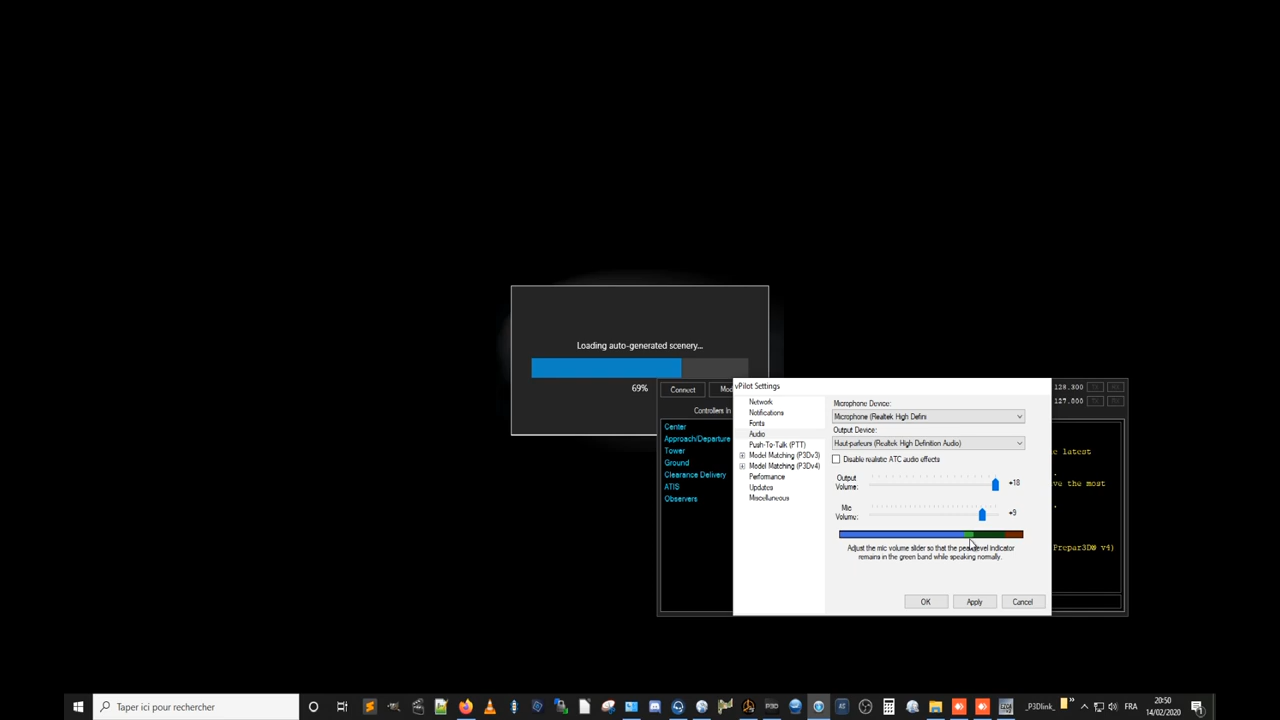 Loading auto-generated scenery...
69%
Connect
Controllers In
Center
Approach/Departure
Tower
Ground
Clearance Delivery
ATIS
Observers
vPilot Settings
Network
Notifications
Fonts
Audio
Push-To-Talk (PTT)
Model Matching (P3Dv3)
Model Matching (P3Dv4)
Performance
Updates
Miscellaneous
Microphone Device:
Microphone (Realtek High Defini
Output Device:
Haut-parleurs (Realtek High Definition Audio)
Disable realistic ATC audio effects
Output
Volume:
+18
Mic
Volume:
+9
Adjust the mic volume slider so that the peak level indicator
remains in the green band while speaking normally.
OK
Apply
Cancel
128.300
127.000
latest
ve the most
Prepar3D® v4)
Taper ici pour rechercher
P3D
_P3Dlink_
FRA
20:50
14/02/2020